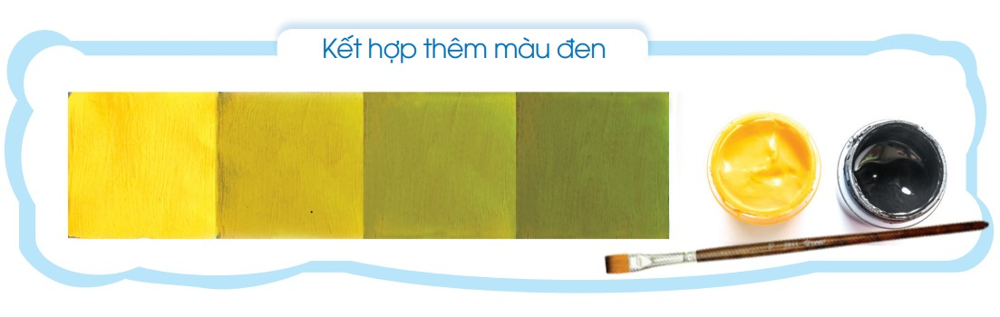 Kết hợp thêm màu đen